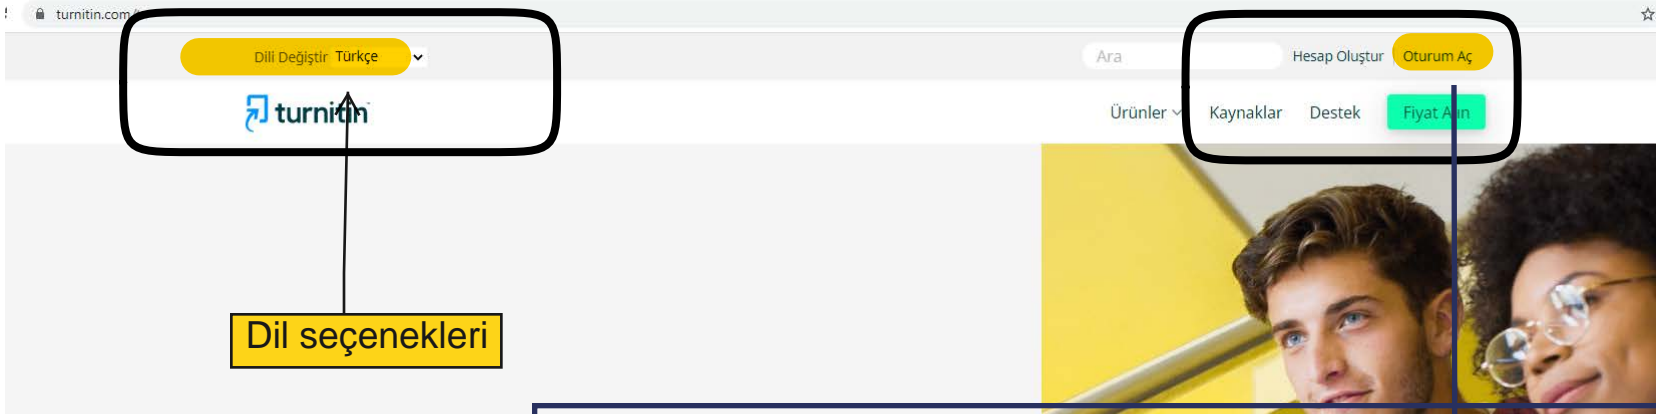 turnitin.com/
Dili Değiştir Türkçe
Ara
Hesap Oluştur
Oturum Aç
turnitin
Ürünler
Kaynaklar
Destek
Fiyat Alın
Dil seçenekleri